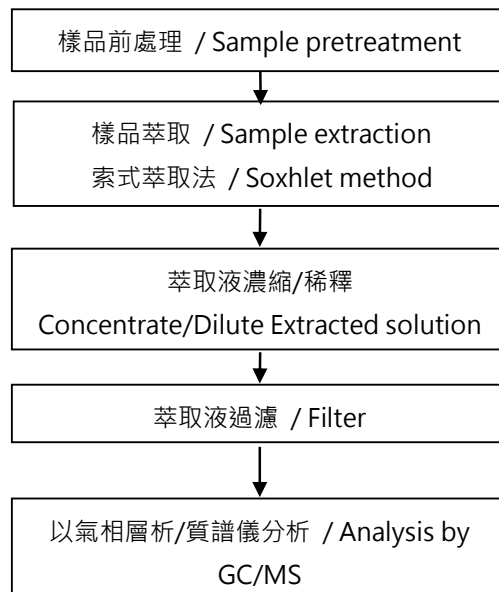 樣品前處理 / Sample pretreatment
樣品萃取 / Sample extraction
索式萃取法 / Soxhlet method
萃取液濃縮/稀釋
Concentrate/Dilute Extracted solution
萃取液過濾 / Filter
以氣相層析/質譜儀分析 / Analysis by
GC/MS